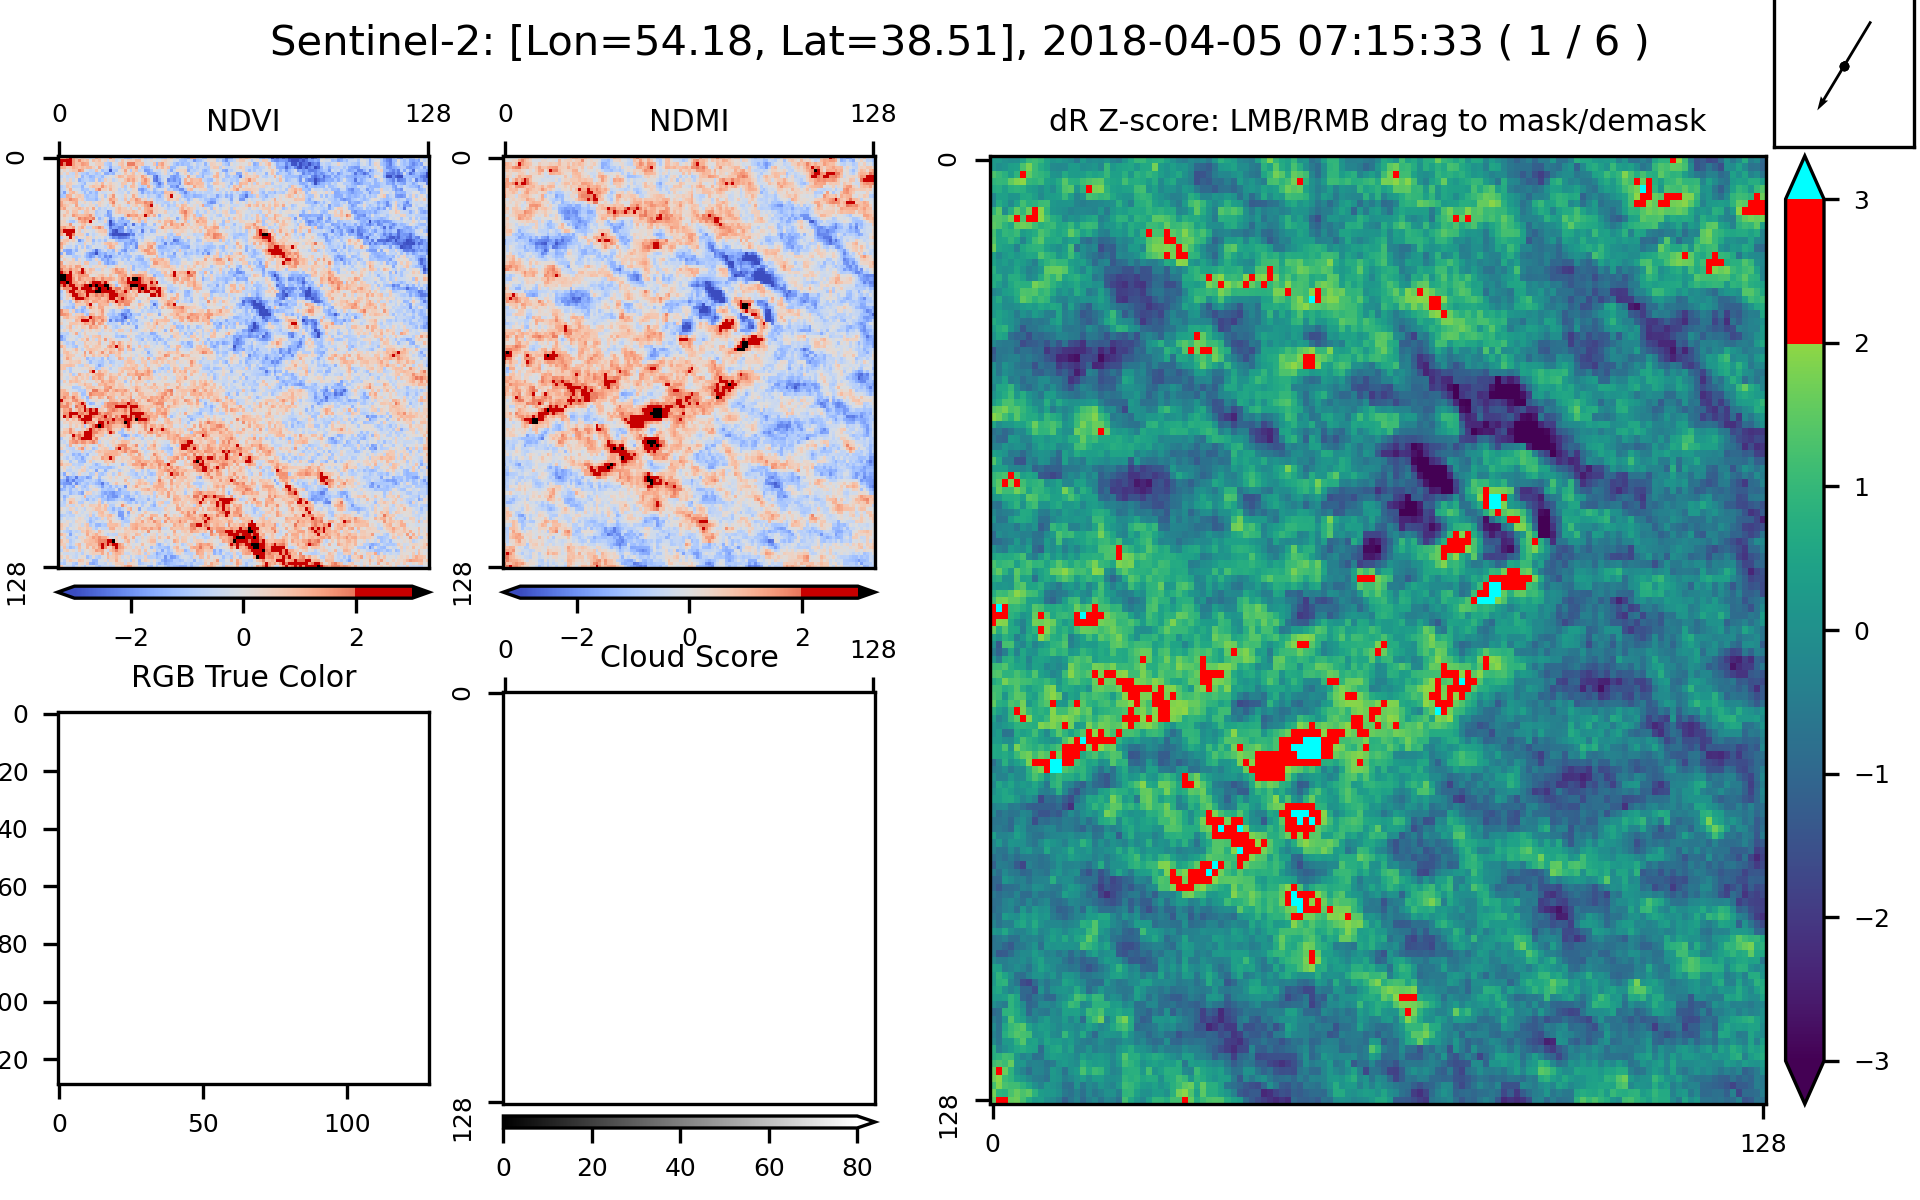 Sentinel-2: [Lon=54.18, Lat=38.51], 2018-04-05 07:15:33 ( 1 / 6 )
0 NDVI 128
0
128
−2 0 2
0 NDMI 128
0
128
−2 0 2
dR Z-score: LMB/RMB drag to mask/demask
0
128
0 128
3
2
1
0
−1
−2
−3
RGB True Color
0
20
40
60
80
00
20
0 50 100
0 Cloud Score 128
0
128
0 20 40 60 80